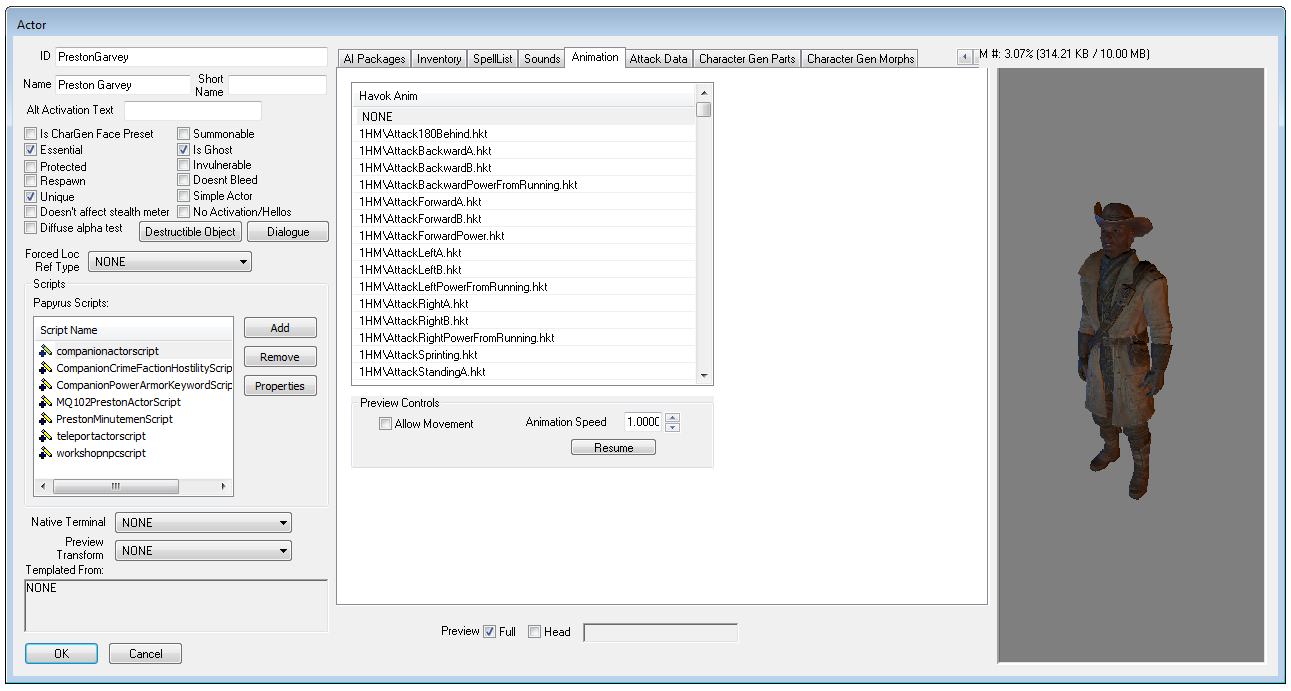 Actor
ID PrestonGarvey
Name Preston Garvey Short Name
Alt Activation Text
Is CharGen Face Preset Summonable
Essential Is Ghost
Protected Invulnerable
Respawn Doesnt Bleed
Unique Simple Actor
Doesn't affect stealth meter No Activation/Hellos
Diffuse alpha test Destructible Object Dialogue
Forced Loc Ref Type NONE
Scripts
Papyrus Scripts:
Script Name
companionactorscript
CompanionCrimeFactionHostilityScrip
CompanionPowerArmorKeywordScrip
MQ102PrestonActorScript
PrestonMinutemenScript
teleportactorscript
workshopnpcscript
Add
Remove
Properties
Native Terminal NONE
Preview Transform NONE
Templated From:
NONE
OK Cancel
AI Packages Inventory SpellList Sounds Animation Attack Data Character Gen Parts Character Gen Morphs
M #: 3.07% (314.21 KB / 10.00 MB)
Havok Anim
NONE
1HM\Attack180Behind.hkt
1HM\AttackBackwardA.hkt
1HM\AttackBackwardB.hkt
1HM\AttackBackwardPowerFromRunning.hkt
1HM\AttackForwardA.hkt
1HM\AttackForwardB.hkt
1HM\AttackForwardPower.hkt
1HM\AttackLeftA.hkt
1HM\AttackLeftB.hkt
1HM\AttackLeftPowerFromRunning.hkt
1HM\AttackRightA.hkt
1HM\AttackRightB.hkt
1HM\AttackRightPowerFromRunning.hkt
1HM\AttackSprinting.hkt
1HM\AttackStandingA.hkt
Preview Controls
Allow Movement Animation Speed 1.0000
Resume
Preview Full Head